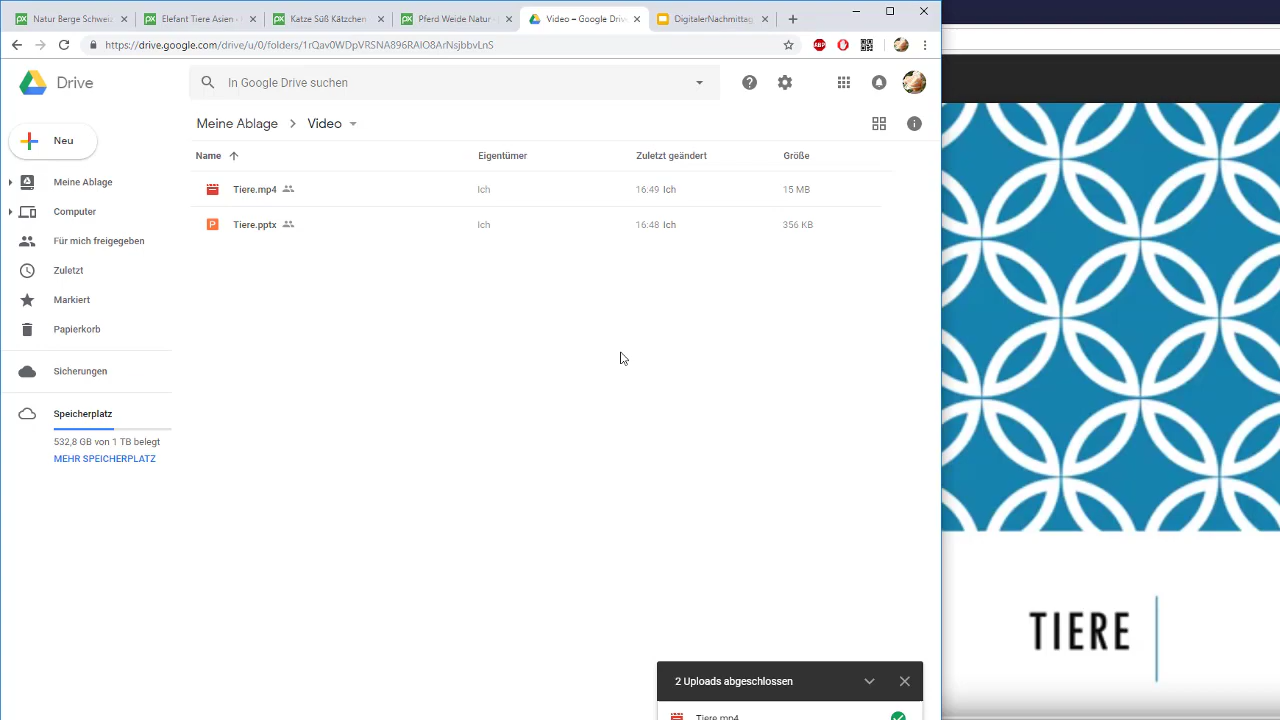 Natur Berge Schweiz
Elefant Tiere Asien -
Katze Süß Kätzchen
Pferd Weide Natur -
Video – Google Drive
DigitalerNachmittag
https://drive.google.com/drive/folders/
ABP
Drive
In Google Drive suchen
Neu
Meine Ablage
Video
Name
Eigentümer
Zuletzt geändert
Größe
Meine Ablage
Tiere.mp4
Ich
16:49 Ich
15 MB
Computer
Tiere.pptx
Ich
16:48 Ich
356 KB
Für mich freigegeben
Zuletzt
Markiert
Papierkorb
Sicherungen
Speicherplatz
532,8 GB von 1 TB belegt
MEHR SPEICHERPLATZ
TIERE
2 Uploads abgeschlossen
Tiere.mp4